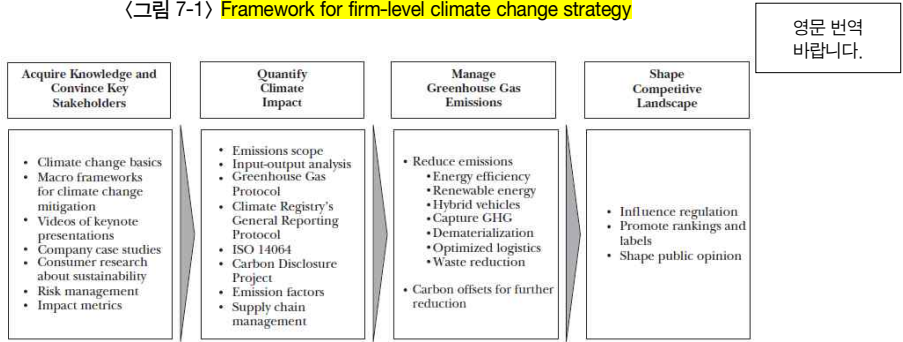 〈그림 7-1〉 Framework for firm-level climate change strategy
영문 번역
바랍니다.
Acquire Knowledge and
Convince Key
Stakeholders
Quantify
Climate
Impact
Manage
Greenhouse Gas
Emissions
Shape
Competitive
Landscape
• Climate change basics
• Macro frameworks
for climate change
mitigation
• Videos of keynote
presentations
• Company case studies
• Consumer research
about sustainability
• Risk management
• Impact metrics
• Emissions scope
• Input-output analysis
• Greenhouse Gas
Protocol
• Climate Registry's
General Reporting
Protocol
• ISO 14064
• Carbon Disclosure
Project
• Emission factors
• Supply chain
management
• Reduce emissions
• Energy efficiency
• Renewable energy
• Hybrid vehicles
• Capture GHG
• Dematerialization
• Optimized logistics
• Waste reduction
• Carbon offsets for further
reduction
• Influence regulation
• Promote rankings and
labels
• Shape public opinion